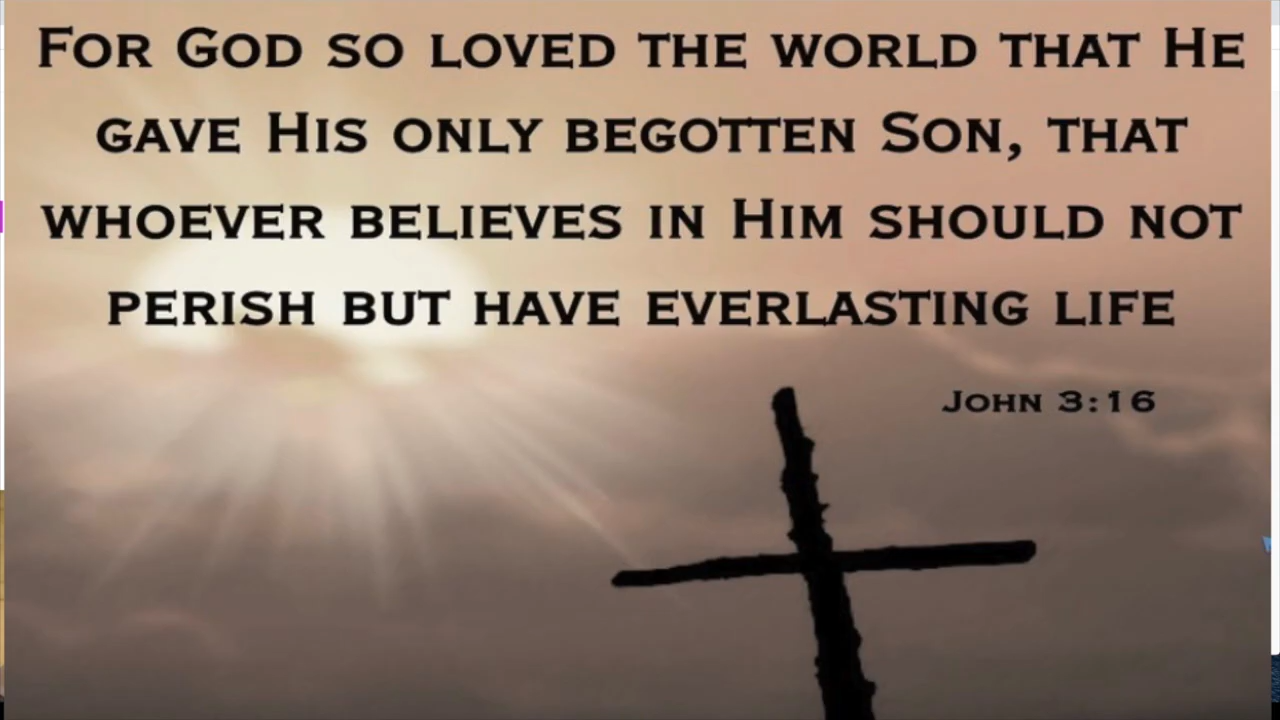 For God so loved the world that He
gave His only begotten Son, that
whoever believes in Him should not
perish but have everlasting life
John 3:16